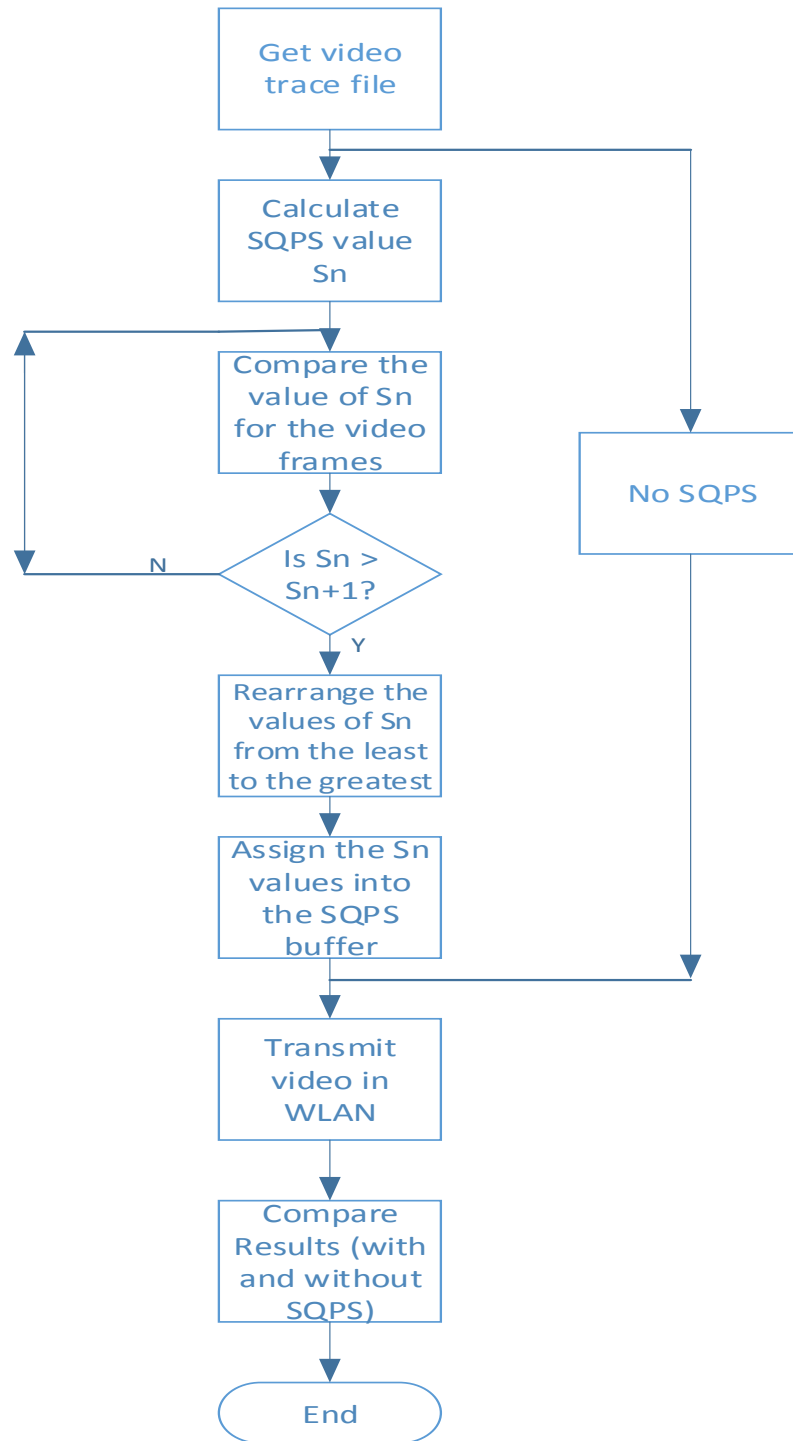 Get video
trace file
Calculate
SQPS value
Sn
Compare the
value of Sn
for the video
frames
No SQPS
Is Sn >
Sn+1?
N
Y
Rearrange the
values of Sn
from the least
to the greatest
Assign the Sn
values into
the SQPS
buffer
Transmit
video in
WLAN
Compare
Results (with
and without
SQPS)
End